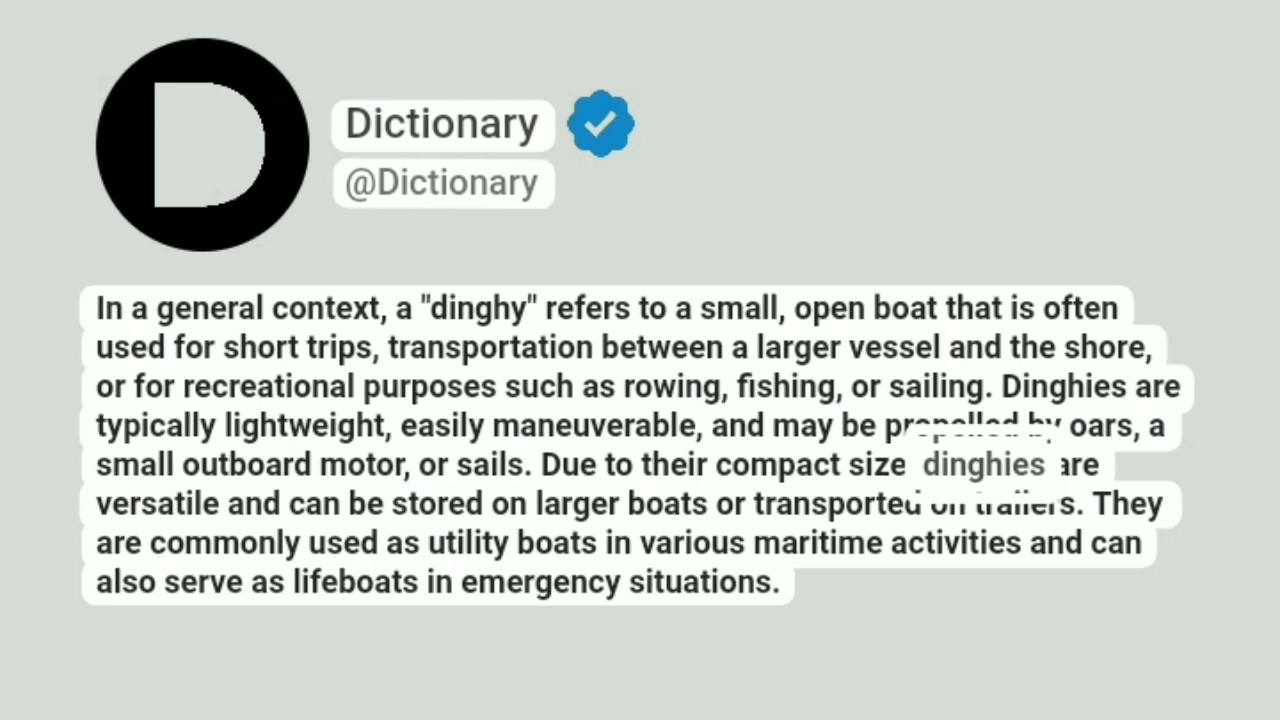 D
Dictionary
@Dictionary
In a general context, a "dinghy" refers to a small, open boat that is often
used for short trips, transportation between a larger vessel and the shore,
or for recreational purposes such as rowing, fishing, or sailing. Dinghies are
typically lightweight, easily maneuverable, and may be propelled by oars, a
small outboard motor, or sails. Due to their compact size dinghies are
versatile and can be stored on larger boats or transported on trailers. They
are commonly used as utility boats in various maritime activities and can
also serve as lifeboats in emergency situations.